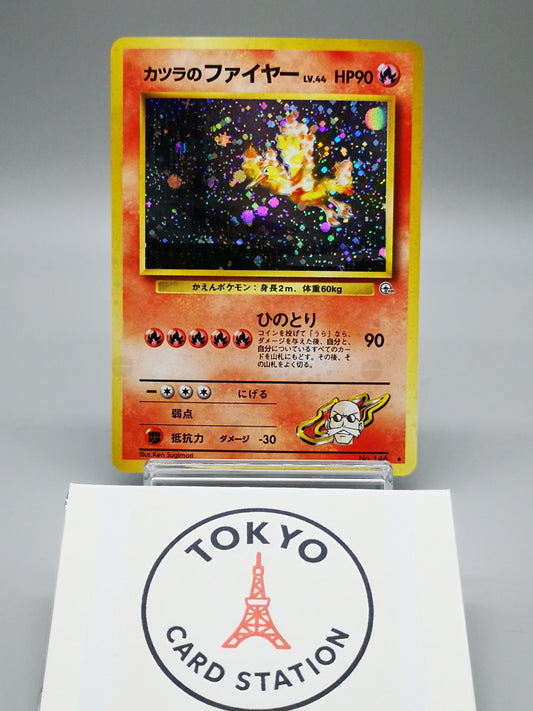 カツラのファイヤー LV.44 HP90
かえんポケモン：身長2m、体重60kg
ひのとり 90
コインを投げて「うら」なら、
ダメージを与えた後、自分と、
自分についているすべてのカー
ドを山札にもどす。その後、そ
の山札をよく切る。
－ にげる
弱点
抵抗力 ダメージ -30
Illus.Ken Sugimori No.146 ★
TOKYO
CARD STATION